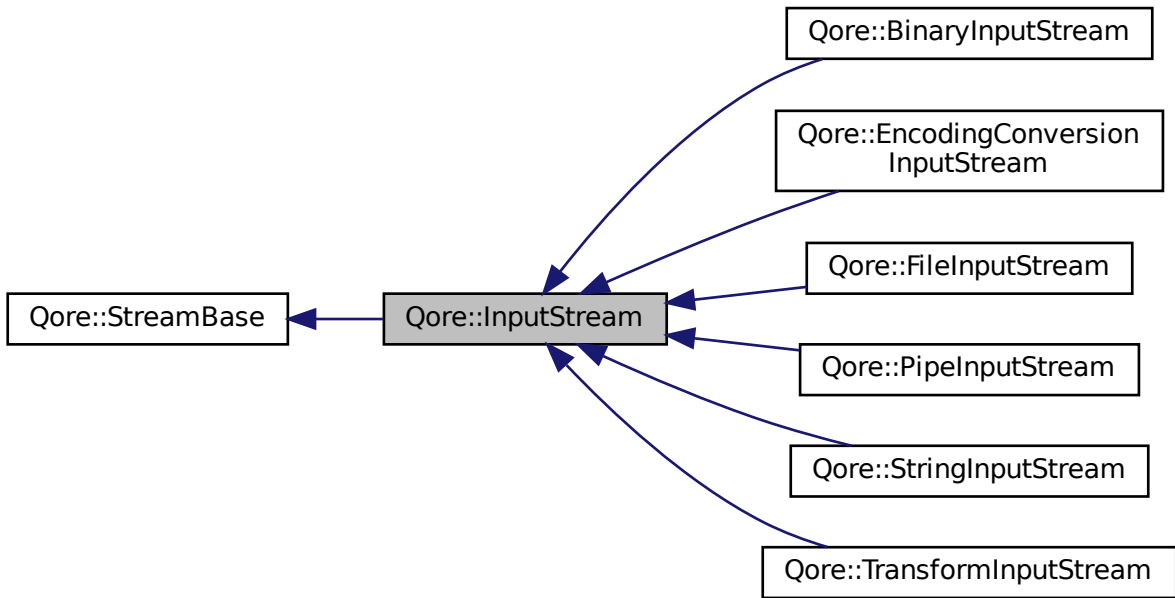 Qore::BinaryInputStream
Qore::EncodingConversion
InputStream
Qore::FileInputStream
Qore::StreamBase
Qore::InputStream
Qore::PipeInputStream
Qore::StringInputStream
Qore::TransformInputStream